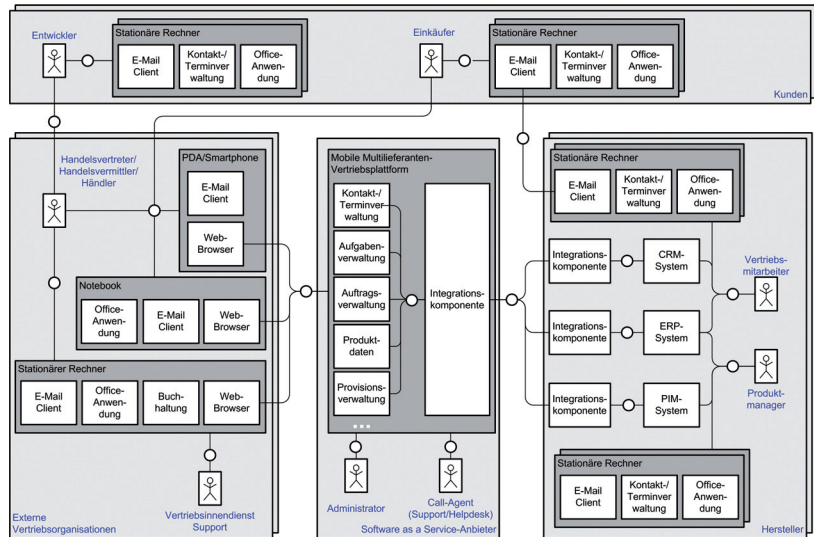 Entwickler
Stationäre Rechner
E-Mail
Client
Kontakt-/
Terminver
waltung
Office-
Anwen-
dung
Einkäufer
Stationäre Rechner
E-Mail
Client
Kontakt-/
Terminver
waltung
Office-
Anwen-
dung
Kunden
Handelsvertreter/
Handelsvermittler/
Händler
PDA/Smartphone
E-Mail
Client
Web-
Browser
Notebook
Office-
Anwen-
dung
E-Mail
Client
Web-
Browser
Stationärer Rechner
E-Mail
Client
Office-
Anwen-
dung
Buch-
haltung
Web-
Browser
Vertriebsinnendienst
Support
Externe
Vertriebsorganisationen
Mobile Multilieferanten-
Vertriebsplattform
Kontakt-/
Terminver
waltung
Aufgaben-
verwaltung
Auftrags-
verwaltung
Produkt-
daten
Provisions-
verwaltung
Integrations-
komponente
Administrator
Call-Agent
(Support/Helpdesk)
Software as a Service-Anbieter
Stationäre Rechner
E-Mail
Client
Kontakt-/
Terminver
waltung
Office-
Anwen-
dung
Integrations-
komponente
CRM-
System
Vertriebs-
mitarbeiter
Integrations-
komponente
ERP-
System
Integrations-
komponente
PIM-
System
Produkt-
manager
Stationäre Rechner
E-Mail
Client
Kontakt-/
Terminver
waltung
Office-
Anwen-
dung
Hersteller